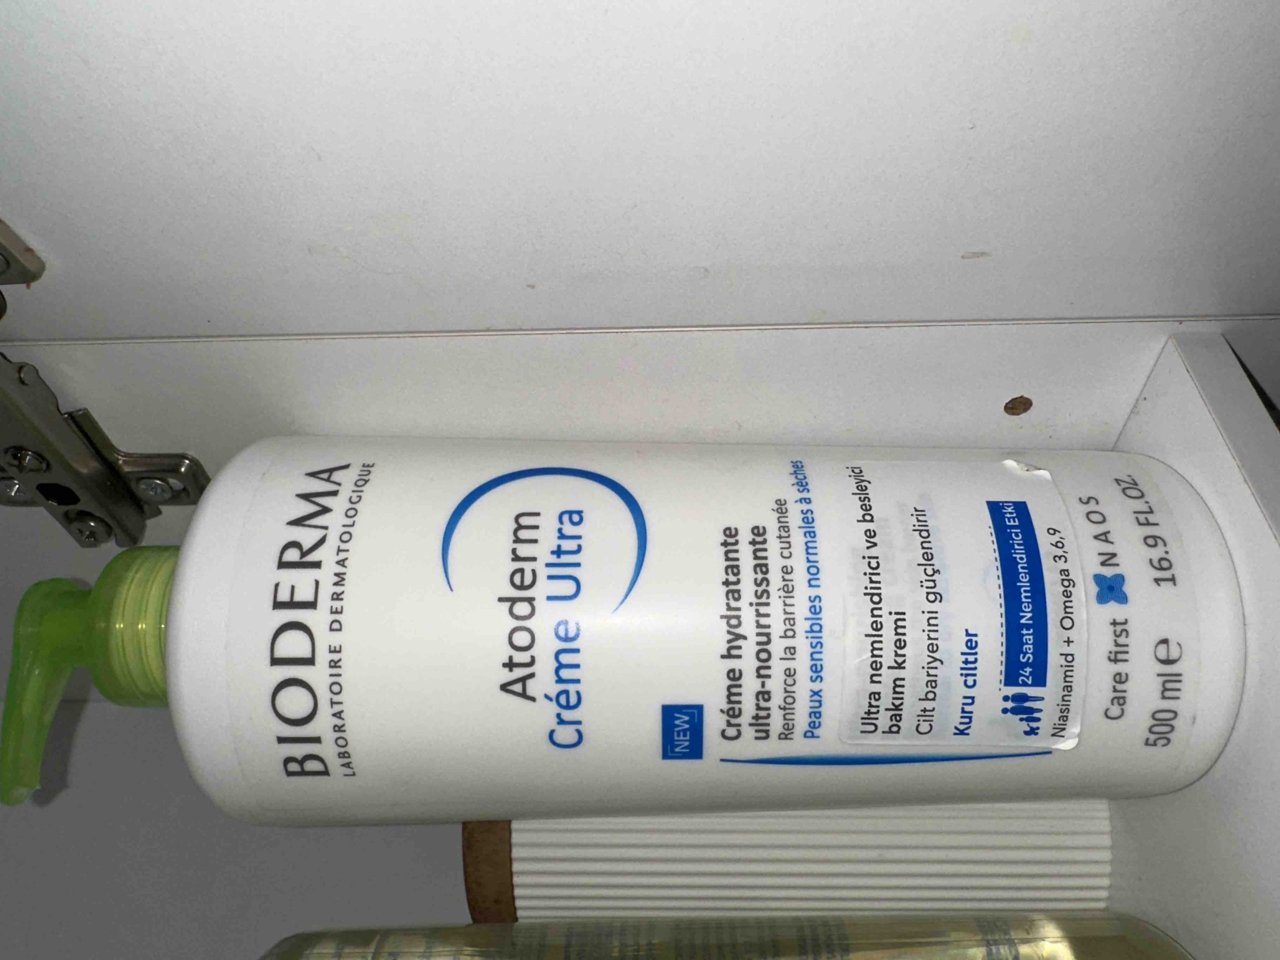 BIODERMA
LABORATOIRE DERMATOLOGIQUE
Atoderm
Créme Ultra
NEW
Créme hydratante
ultra-nourrissante
Renforce la barrière cutanée
Peaux sensibles normales à sèches
Ultra nemlendirici ve besleyici
bakım kremi
Cilt bariyerini güçlendirir
Kuru ciltler
24 Saat Nemlendirici Etki
Niasinamid + Omega 3,6,9
Care first NAOS
500 ml e 16.9 FL.OZ.